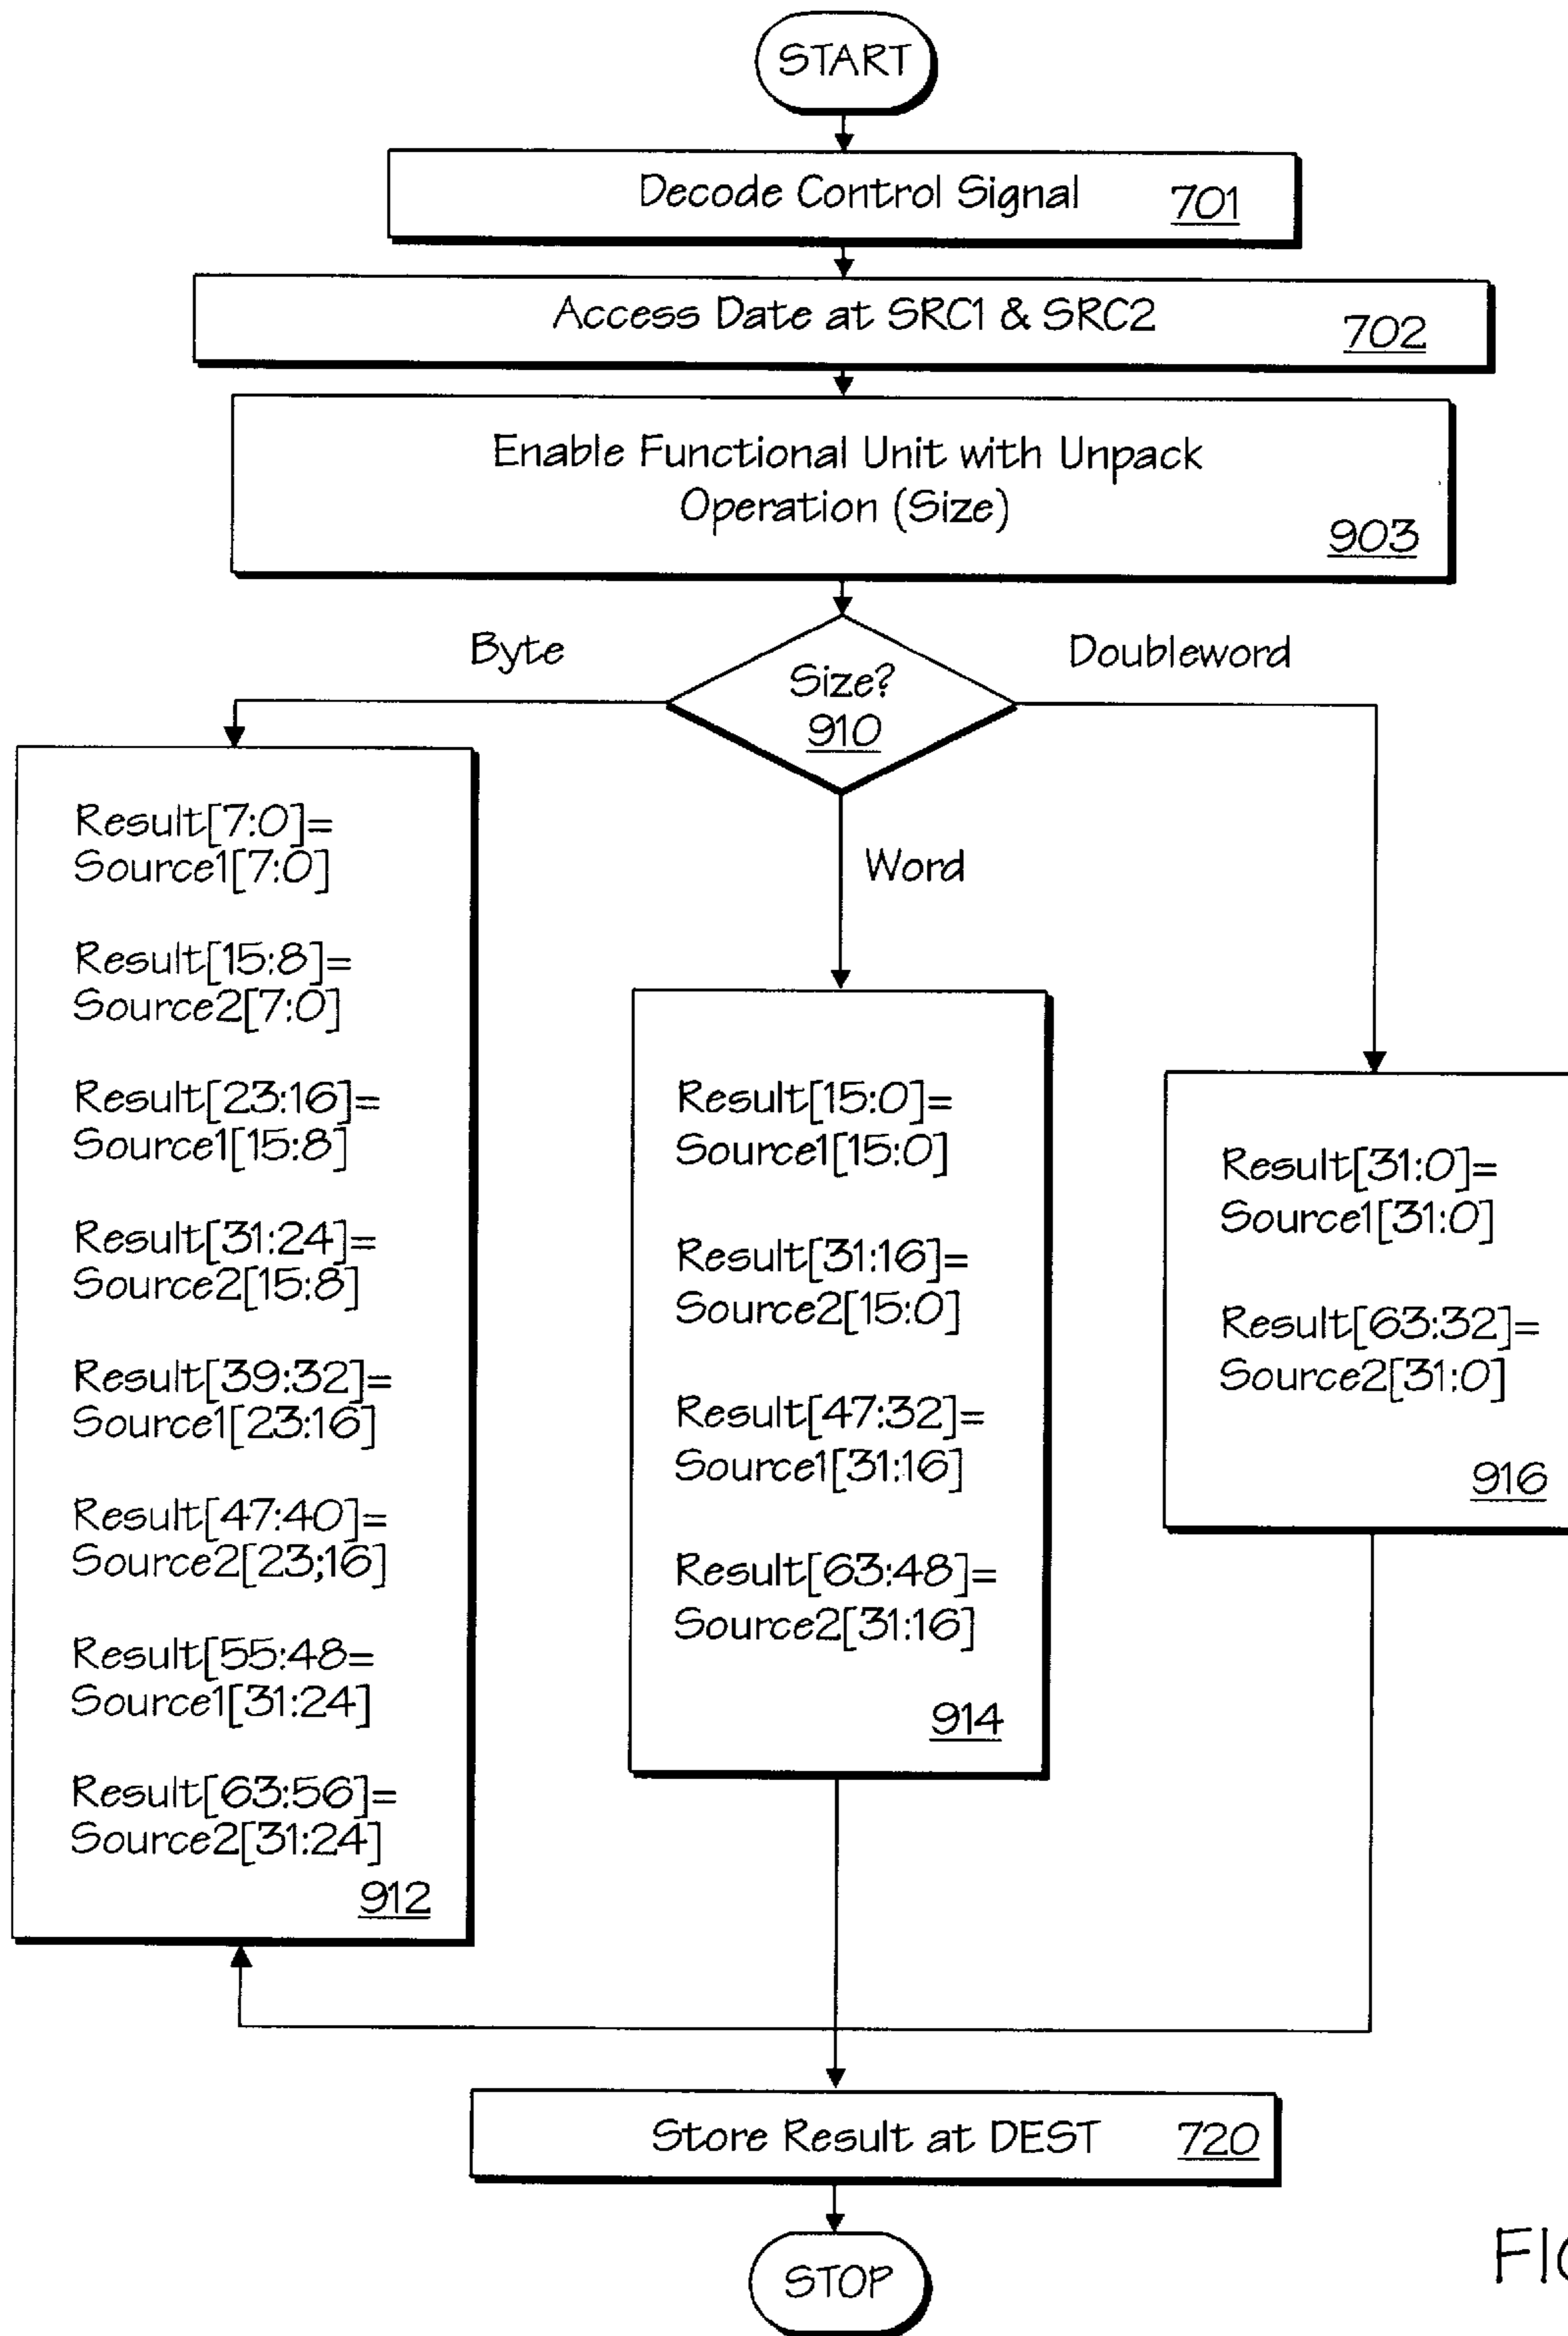 START
Decode Control Signal 701
Access Date at SRC1 & SRC2 702
Enable Functional Unit with Unpack
Operation (Size)
903
Byte
Size?
910
Doubleword
Word
Result[7:0]=
Source1[7:0]
Result[15:8]=
Source2[7:0]
Result[23:16]=
Source1[15:8]
Result[31:24]=
Source2[15:8]
Result[39:32]=
Source1[23:16]
Result[47:40]=
Source2[23;16]
Result[55:48=
Source1[31:24]
Result[63:56]=
Source2[31:24]
912
Result[15:0]=
Source1[15:0]
Result[31:16]=
Source2[15:0]
Result[47:32]=
Source1[31:16]
Result[63:48]=
Source2[31:16]
914
Result[31:0]=
Source1[31:0]
Result[63:32]=
Source2[31:0]
916
Store Result at DEST 720
STOP